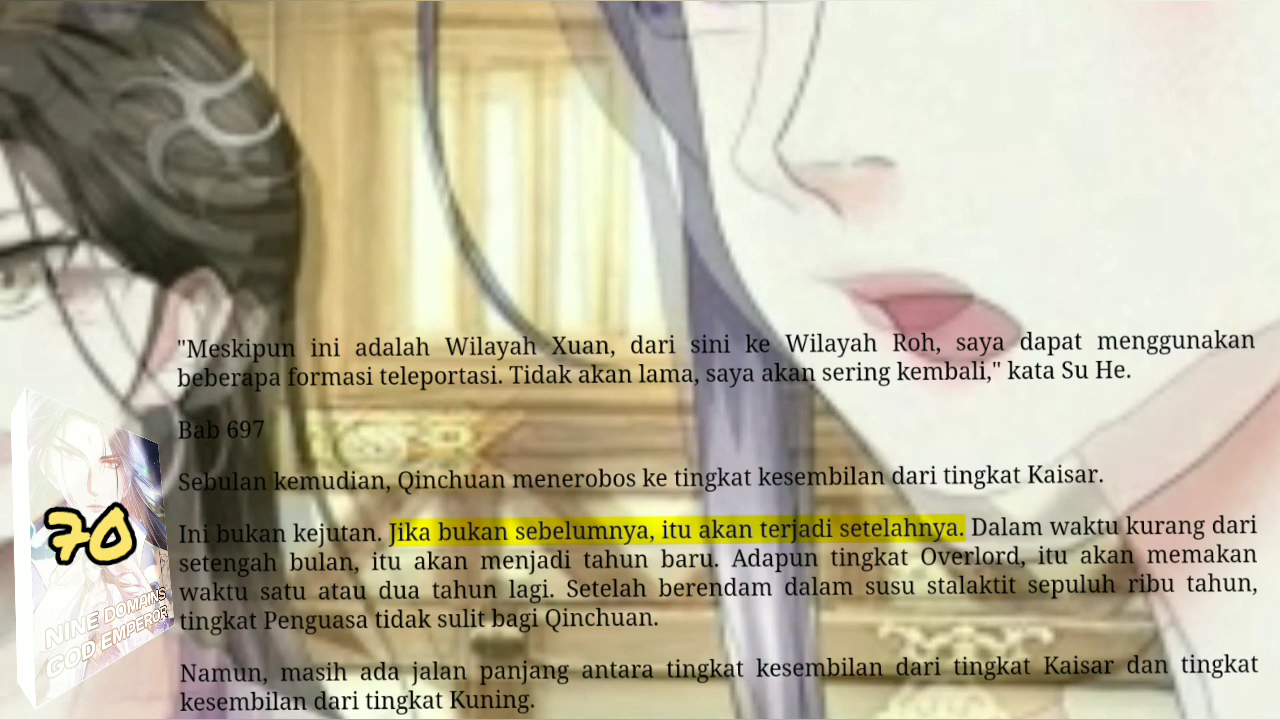 "Meskipun ini adalah Wilayah Xuan, dari sini ke Wilayah Roh, saya dapat menggunakan
beberapa formasi teleportasi. Tidak akan lama, saya akan sering kembali," kata Su He.
Bab 697
Sebulan kemudian, Qinchuan menerobos ke tingkat kesembilan dari tingkat Kaisar.
Ini bukan kejutan. Jika bukan sebelumnya, itu akan terjadi setelahnya. Dalam waktu kurang dari
setengah bulan, itu akan menjadi tahun baru. Adapun tingkat Overlord, itu akan memakan
waktu satu atau dua tahun lagi. Setelah berendam dalam susu stalaktit sepuluh ribu tahun,
tingkat Penguasa tidak sulit bagi Qinchuan.
Namun, masih ada jalan panjang antara tingkat kesembilan dari tingkat Kaisar dan tingkat
kesembilan dari tingkat Kuning.
70
NINE DOMAINS
GOD EMPEROR